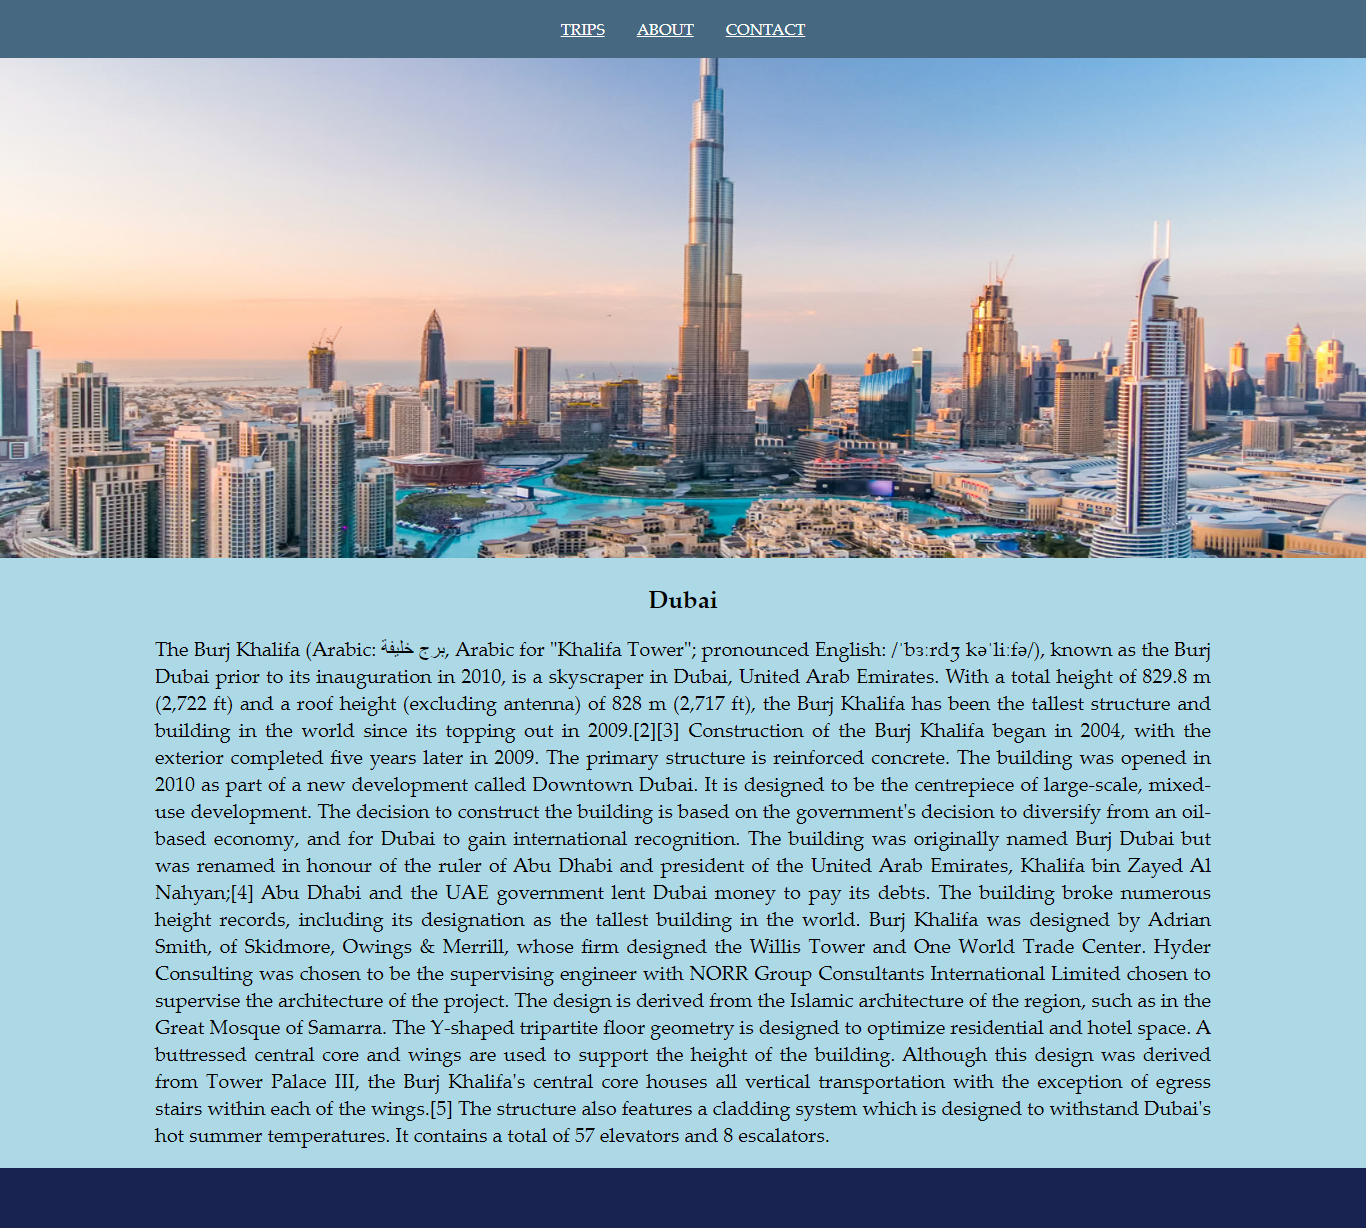 TRIPS ABOUT CONTACT
Dubai
The Burj Khalifa (Arabic: برج خليفة, Arabic for "Khalifa Tower"; pronounced English: /ˈbɜːrdʒ kəˈliːfə/), known as the Burj
Dubai prior to its inauguration in 2010, is a skyscraper in Dubai, United Arab Emirates. With a total height of 829.8 m
(2,722 ft) and a roof height (excluding antenna) of 828 m (2,717 ft), the Burj Khalifa has been the tallest structure and
building in the world since its topping out in 2009.[2][3] Construction of the Burj Khalifa began in 2004, with the
exterior completed five years later in 2009. The primary structure is reinforced concrete. The building was opened in
2010 as part of a new development called Downtown Dubai. It is designed to be the centrepiece of large-scale, mixed-
use development. The decision to construct the building is based on the government's decision to diversify from an oil-
based economy, and for Dubai to gain international recognition. The building was originally named Burj Dubai but
was renamed in honour of the ruler of Abu Dhabi and president of the United Arab Emirates, Khalifa bin Zayed Al
Nahyan;[4] Abu Dhabi and the UAE government lent Dubai money to pay its debts. The building broke numerous
height records, including its designation as the tallest building in the world. Burj Khalifa was designed by Adrian
Smith, of Skidmore, Owings & Merrill, whose firm designed the Willis Tower and One World Trade Center. Hyder
Consulting was chosen to be the supervising engineer with NORR Group Consultants International Limited chosen to
supervise the architecture of the project. The design is derived from the Islamic architecture of the region, such as in the
Great Mosque of Samarra. The Y-shaped tripartite floor geometry is designed to optimize residential and hotel space. A
buttressed central core and wings are used to support the height of the building. Although this design was derived
from Tower Palace III, the Burj Khalifa's central core houses all vertical transportation with the exception of egress
stairs within each of the wings.[5] The structure also features a cladding system which is designed to withstand Dubai's
hot summer temperatures. It contains a total of 57 elevators and 8 escalators.